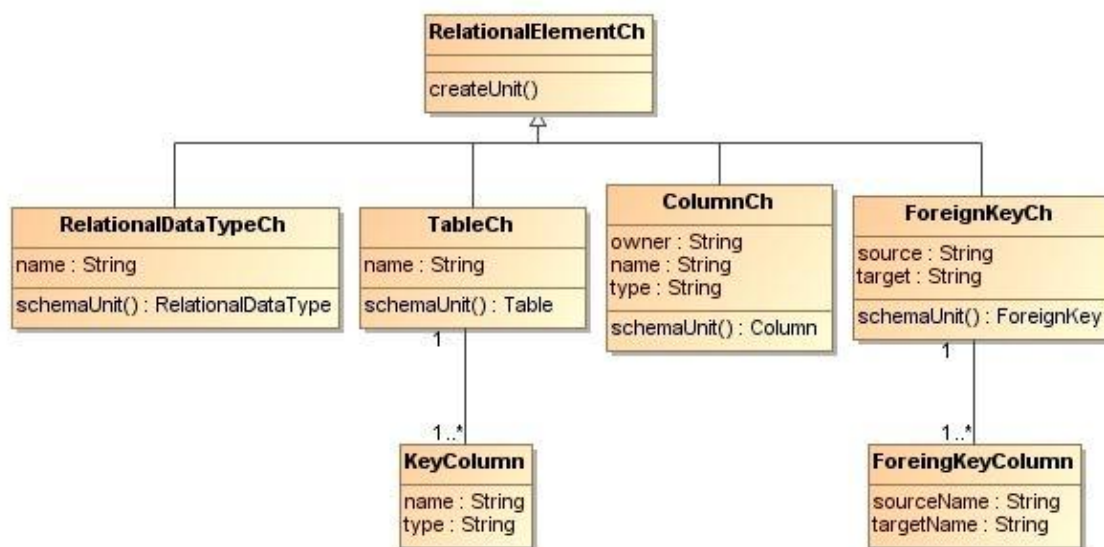 RelationalElementCh
createUnit()
RelationalDataTypeCh
name : String
schemaUnit() : RelationalDataType
TableCh
name : String
schemaUnit() : Table
1
1..*
KeyColumn
name : String
type : String
ColumnCh
owner : String
name : String
type : String
schemaUnit() : Column
ForeignKeyCh
source : String
target : String
schemaUnit() : ForeignKey
1
1..*
ForeingKeyColumn
sourceName : String
targetName : String